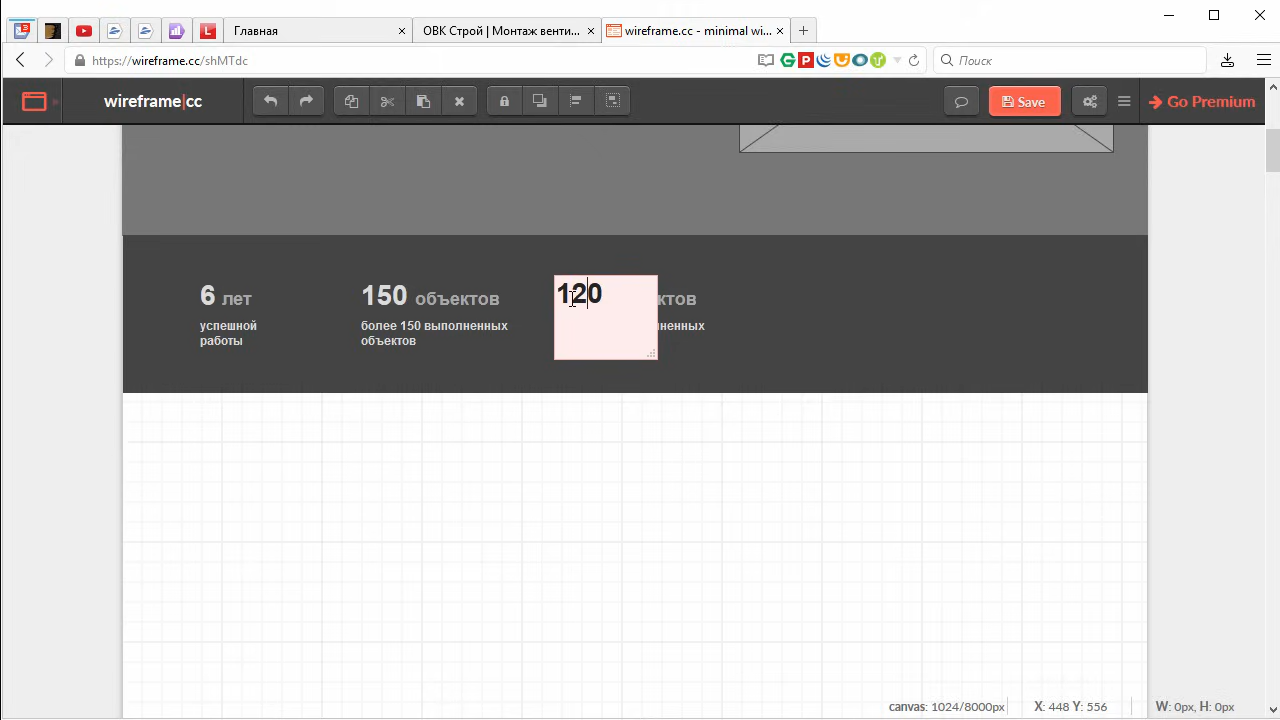 3
L
Главная
ОВК Строй | Монтаж венти...
wireframe.cc - minimal wi...
https://wireframe.cc/shMTdc
Поиск
wireframe|cc
Save
Go Premium
6 лет
успешной
работы
150 объектов
более 150 выполненных
объектов
120
ктов
ненных
canvas: 1024/8000px
X: 448 Y: 556
W: 0px, H: 0px